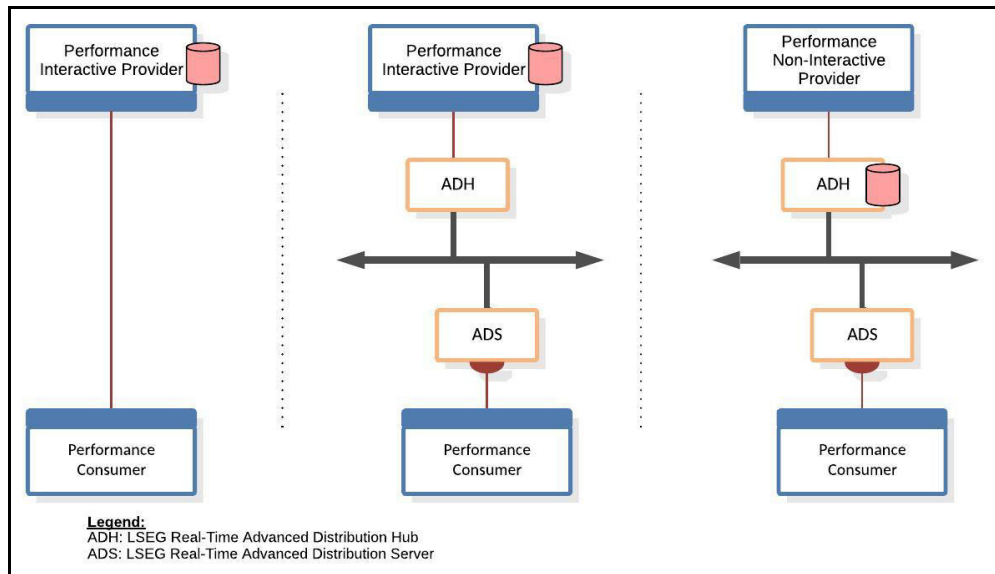 Performance
Interactive Provider
Performance
Interactive Provider
Performance
Non-Interactive
Provider
ADH
ADH
ADS
ADS
Performance
Consumer
Performance
Consumer
Performance
Consumer
Legend:
ADH: LSEG Real-Time Advanced Distribution Hub
ADS: LSEG Real-Time Advanced Distribution Server